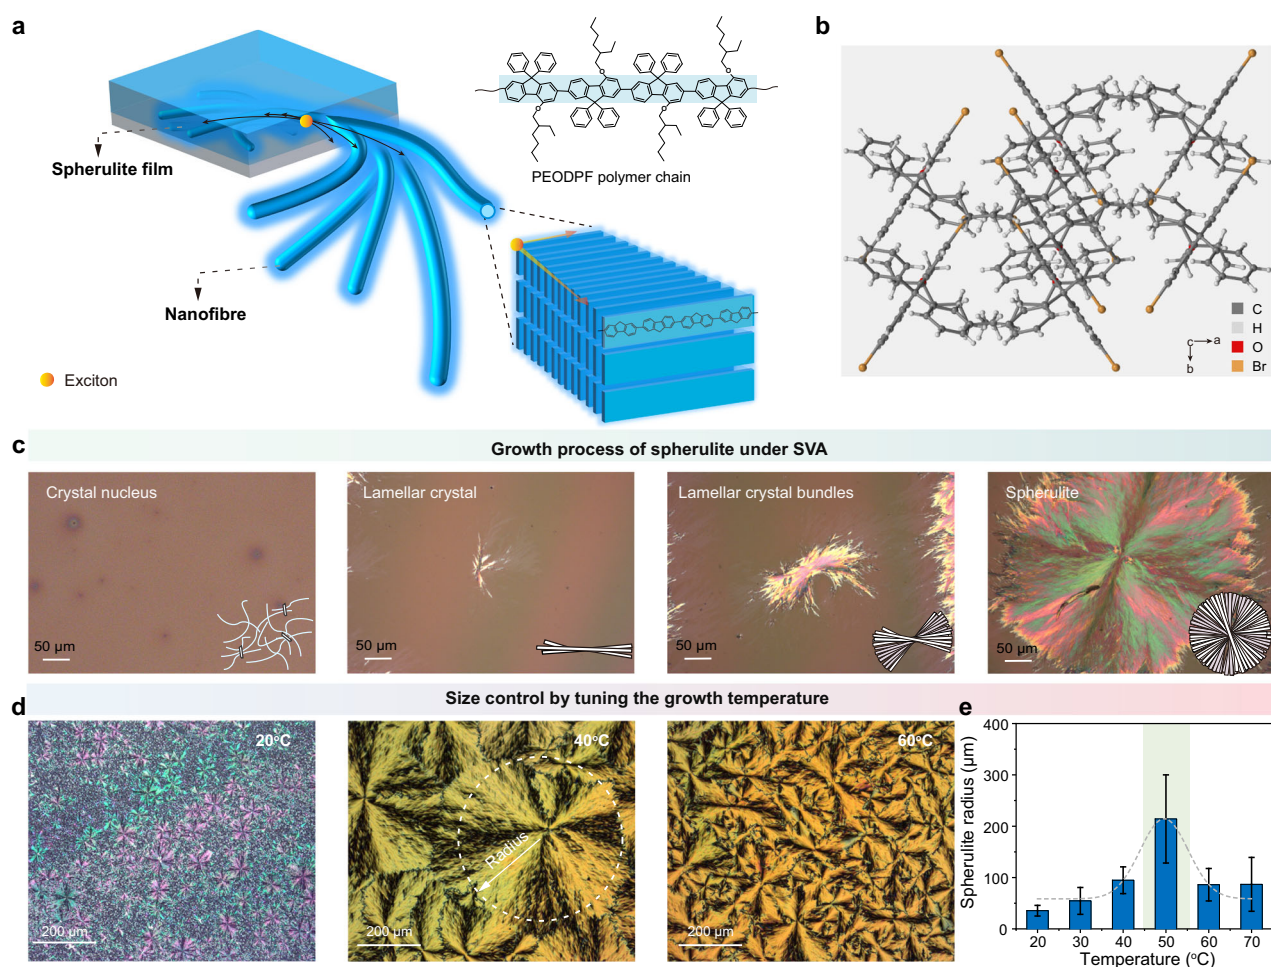 a
Spherulite film
Nanofibre
Exciton
O
O
O
O
PEODPF polymer chain
b
C
H
O
Br
c
a
b
c
Growth process of spherulite under SVA
Crystal nucleus
50 μm
Lamellar crystal
50 μm
Lamellar crystal bundles
50 μm
Spherulite
50 μm
Size control by tuning the growth temperature
d
20°C
200 μm
40°C
Radius
200 μm
60°C
200 μm
e
Spherulite radius (μm)
400
300
200
100
0
20 30 40 50 60 70
Temperature (°C)